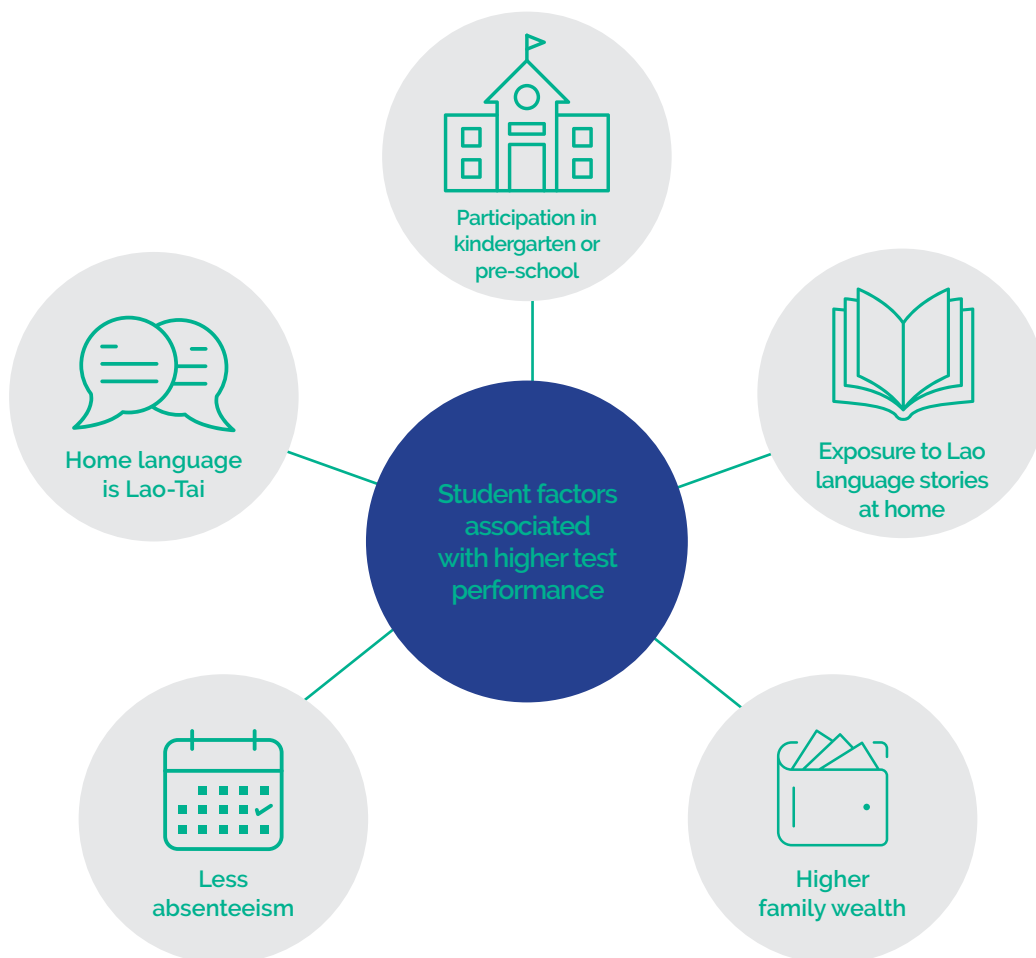 Participation in
kindergarten or
pre-school
Home language
is Lao-Tai
Exposure to Lao
language stories
at home
Student factors
associated
with higher test
performance
Less
absenteeism
Higher
family wealth